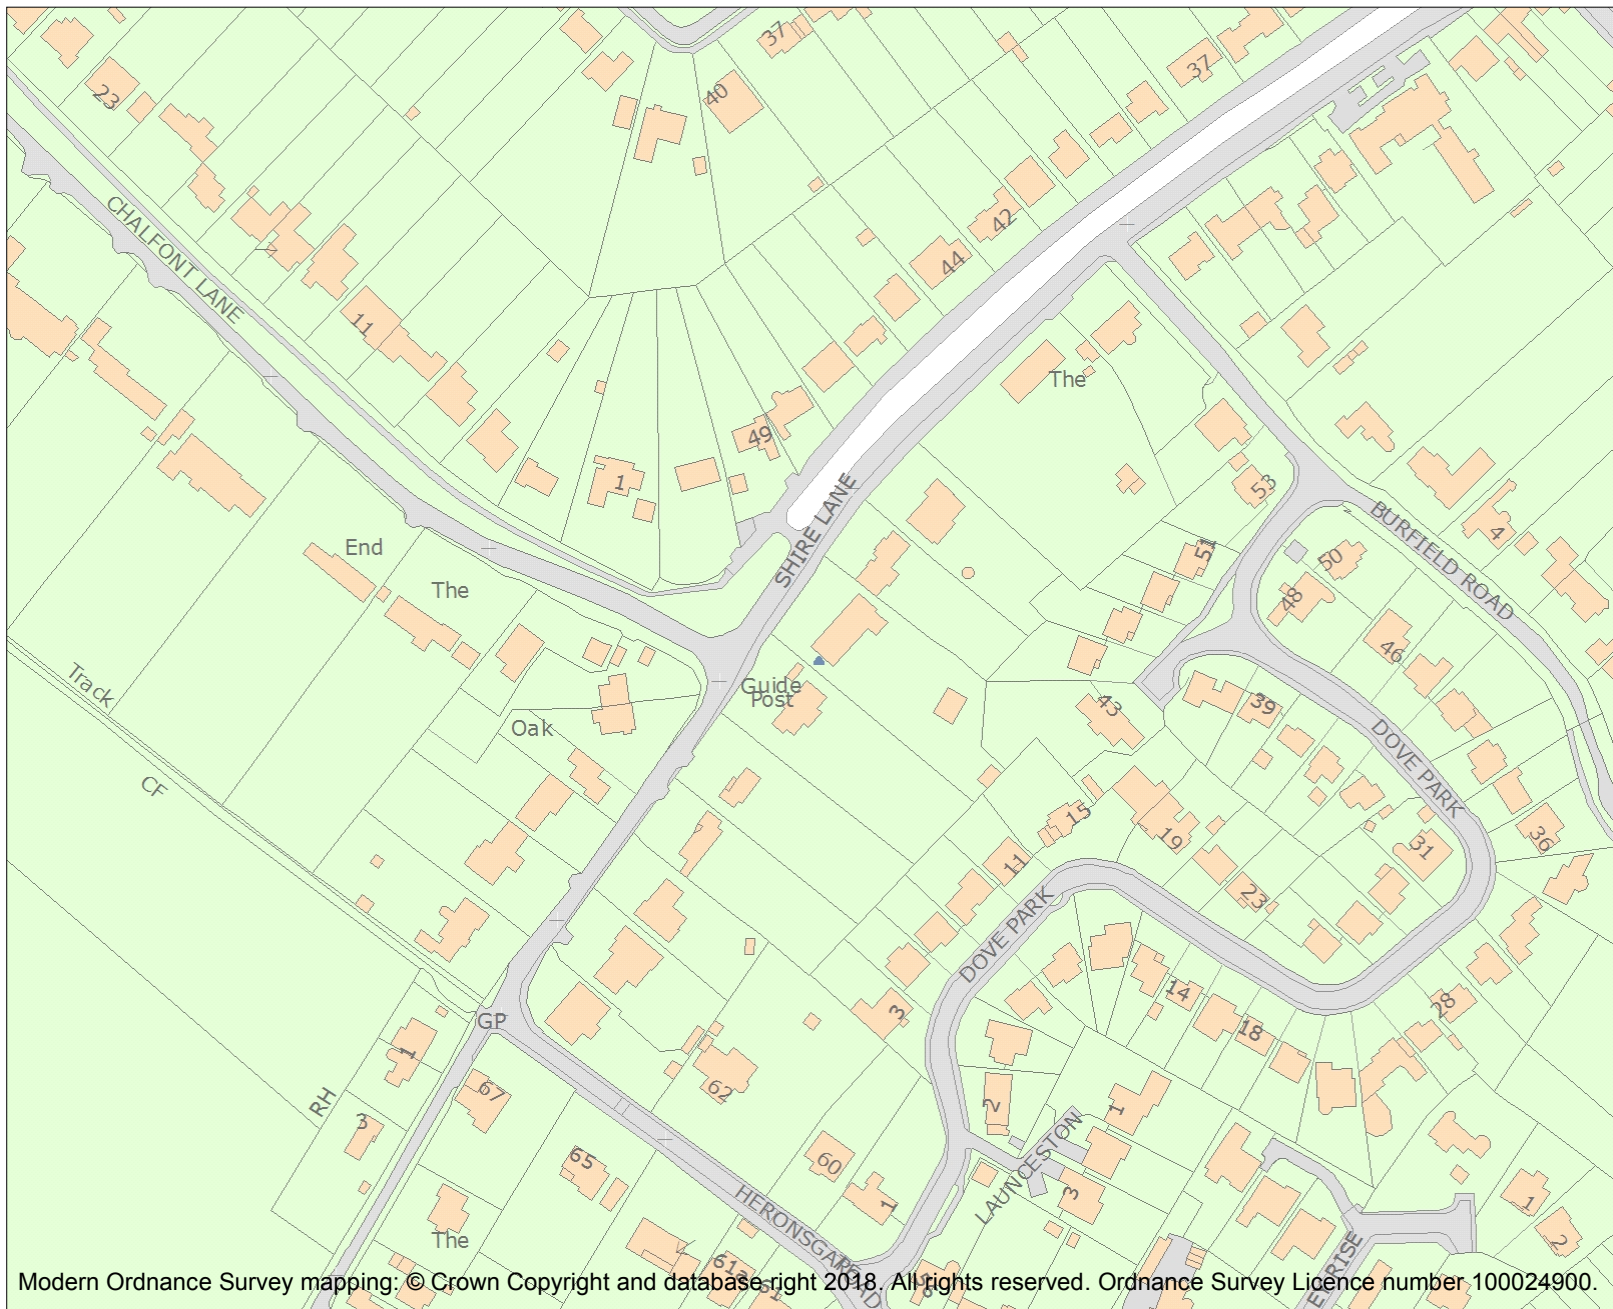 37
40
23
37
CHALFONT LANE
42
44
7
11
The
49
1
SHIRE LANE
53
BURFIELD ROAD
4
51
50
End
The
48
46
Track
Guide
Post
Oak
43
39
DOVE PARK
CF
15
19
36
11
31
23
DOVE PARK
14
28
3
18
GP
1
62
67
RH
2
1
3
LAUNCESTON
65
60
3
1
1
HERONSGATE
ROAD
2
The
61a
61
Modern Ordnance Survey mapping: © Crown Copyright and database right 2018. All rights reserved. Ordnance Survey Licence number 100024900.